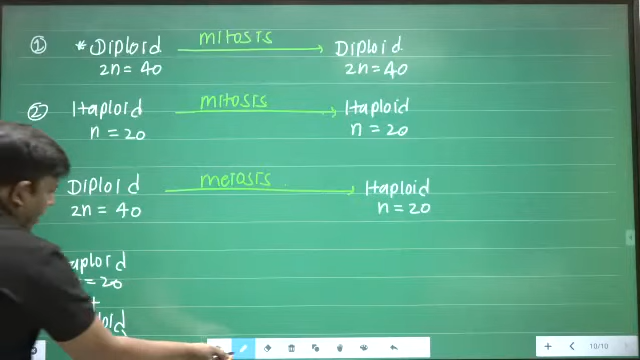 ① *Diploid mitosis → Diploid
2n = 40 2n = 40
② Haploid mitosis → Haploid
n = 20 n = 20
Diploid meiosis → Haploid
2n = 40 n = 20
= 20
+
10/10